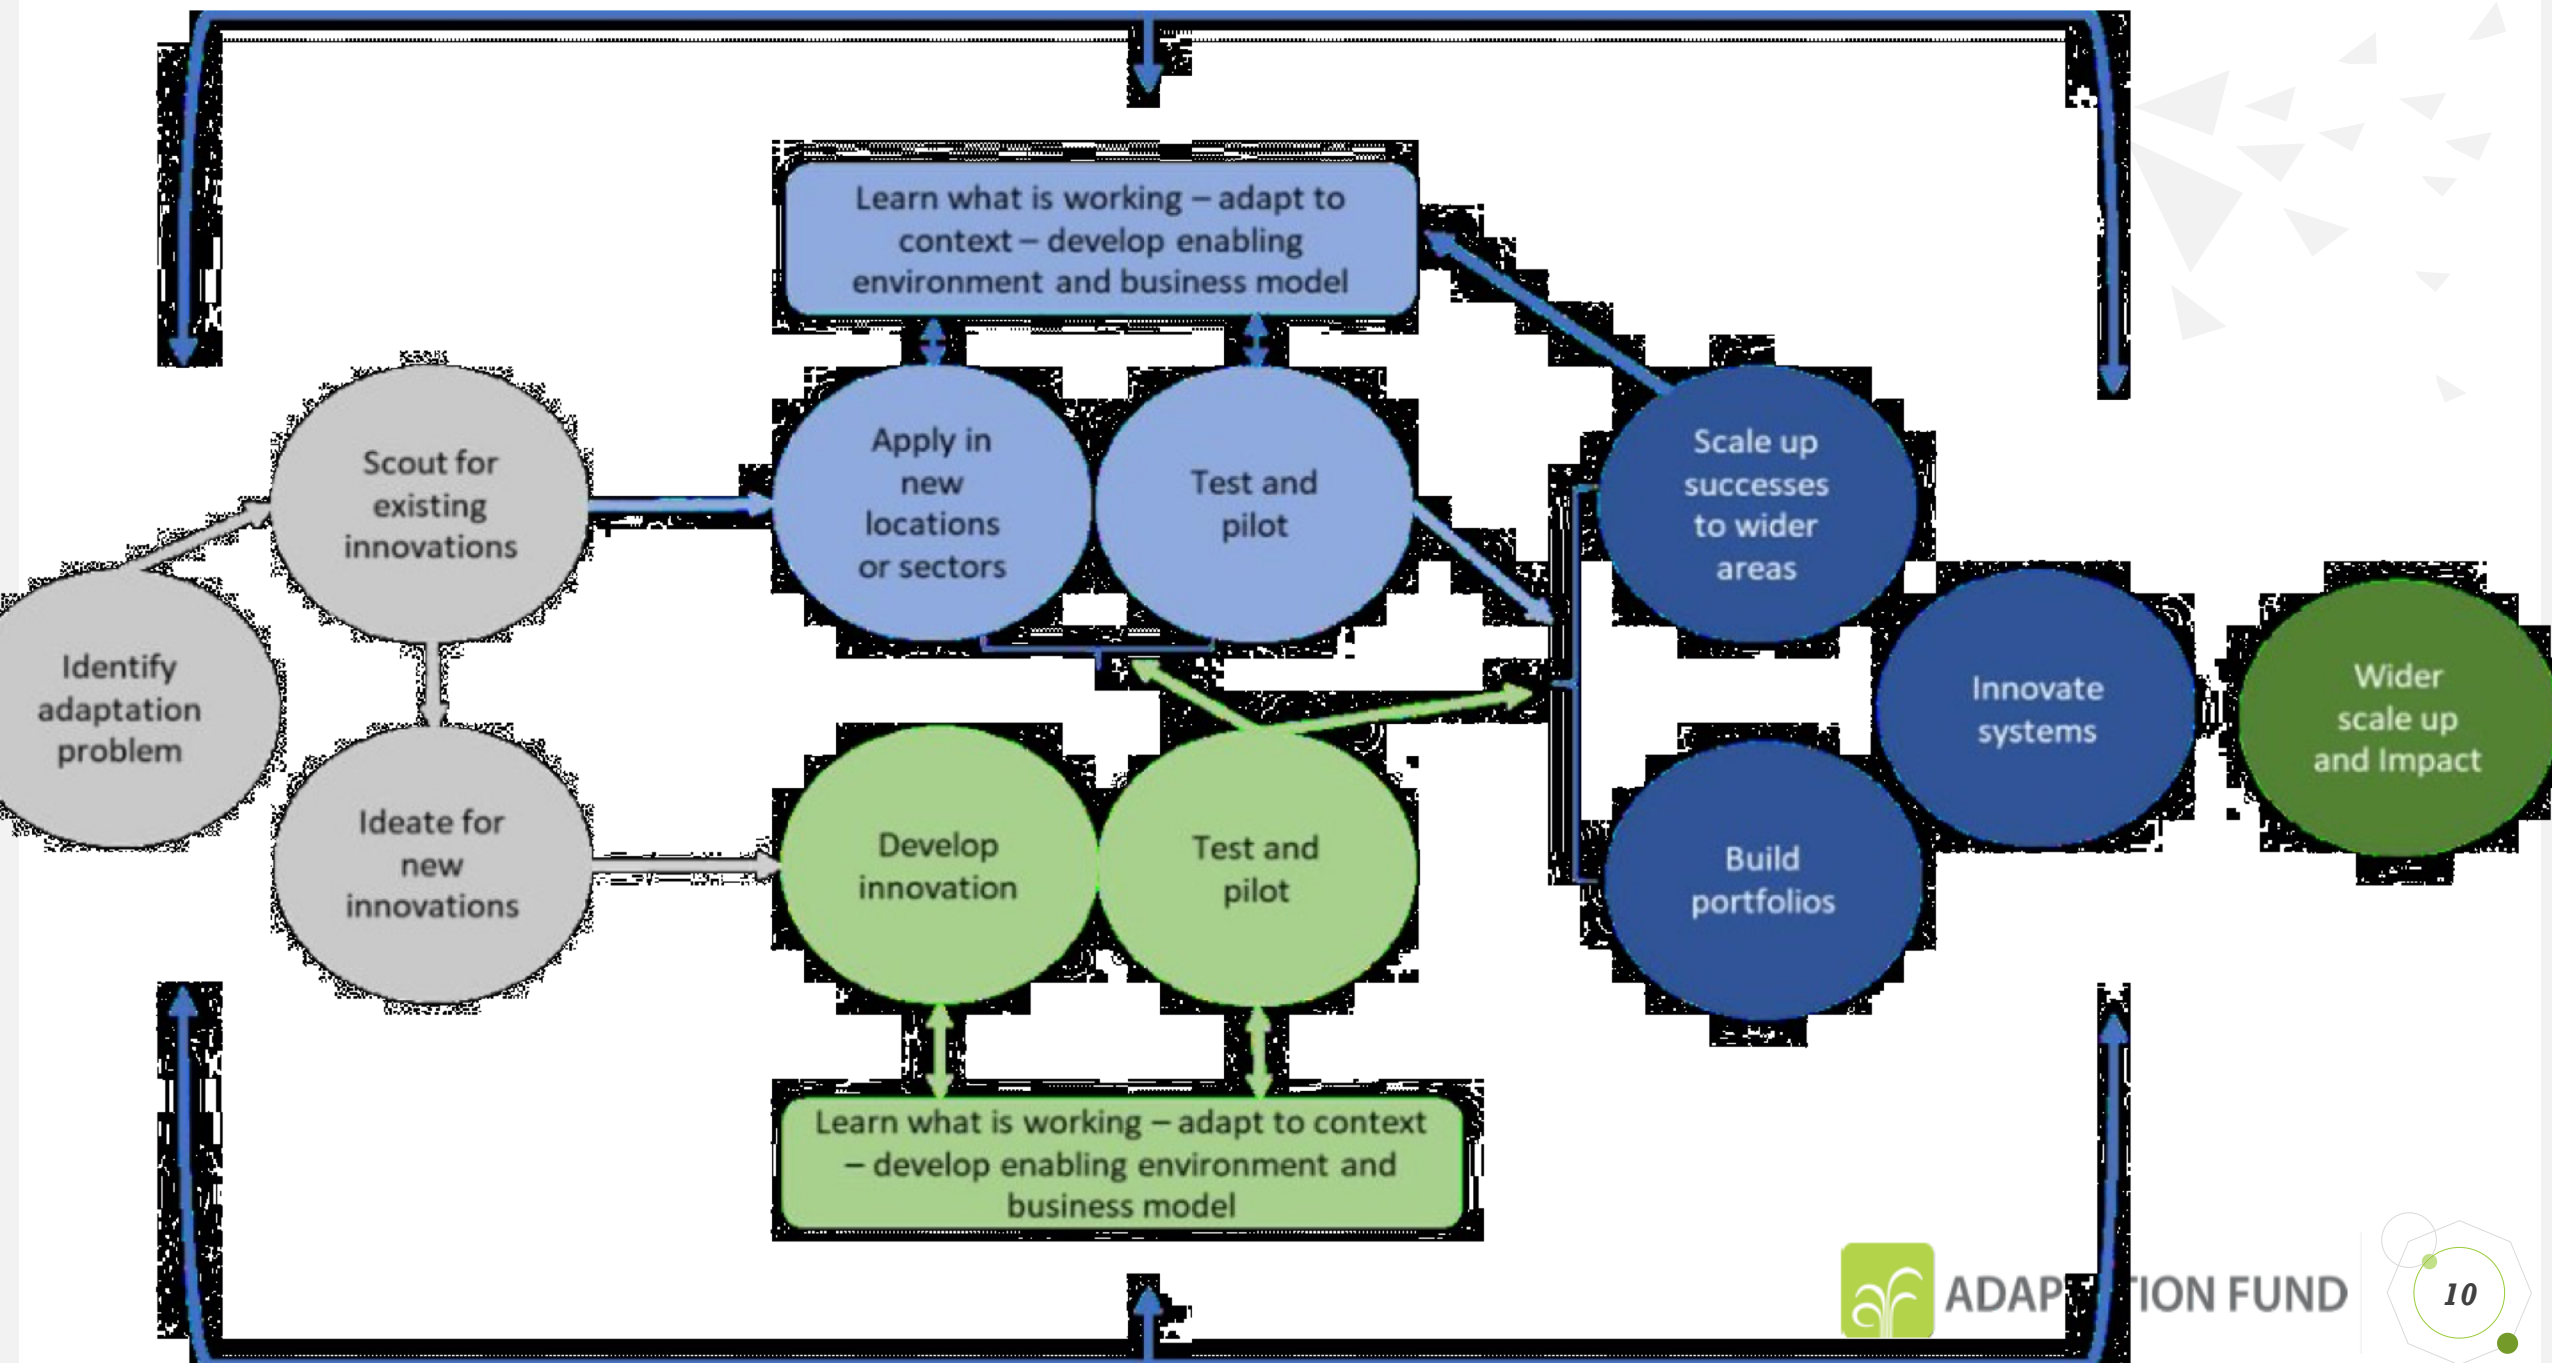 Learn what is working – adapt to
context – develop enabling
environment and business model
Identify
adaptation
problem
Scout for
existing
innovations
Ideate for
new
innovations
Apply in
new
locations
or sectors
Test and
pilot
Develop
innovation
Test and
pilot
Scale up
successes
to wider
areas
Build
portfolios
Innovate
systems
Wider
scale up
and Impact
Learn what is working – adapt to context
– develop enabling environment and
business model
FUND
10